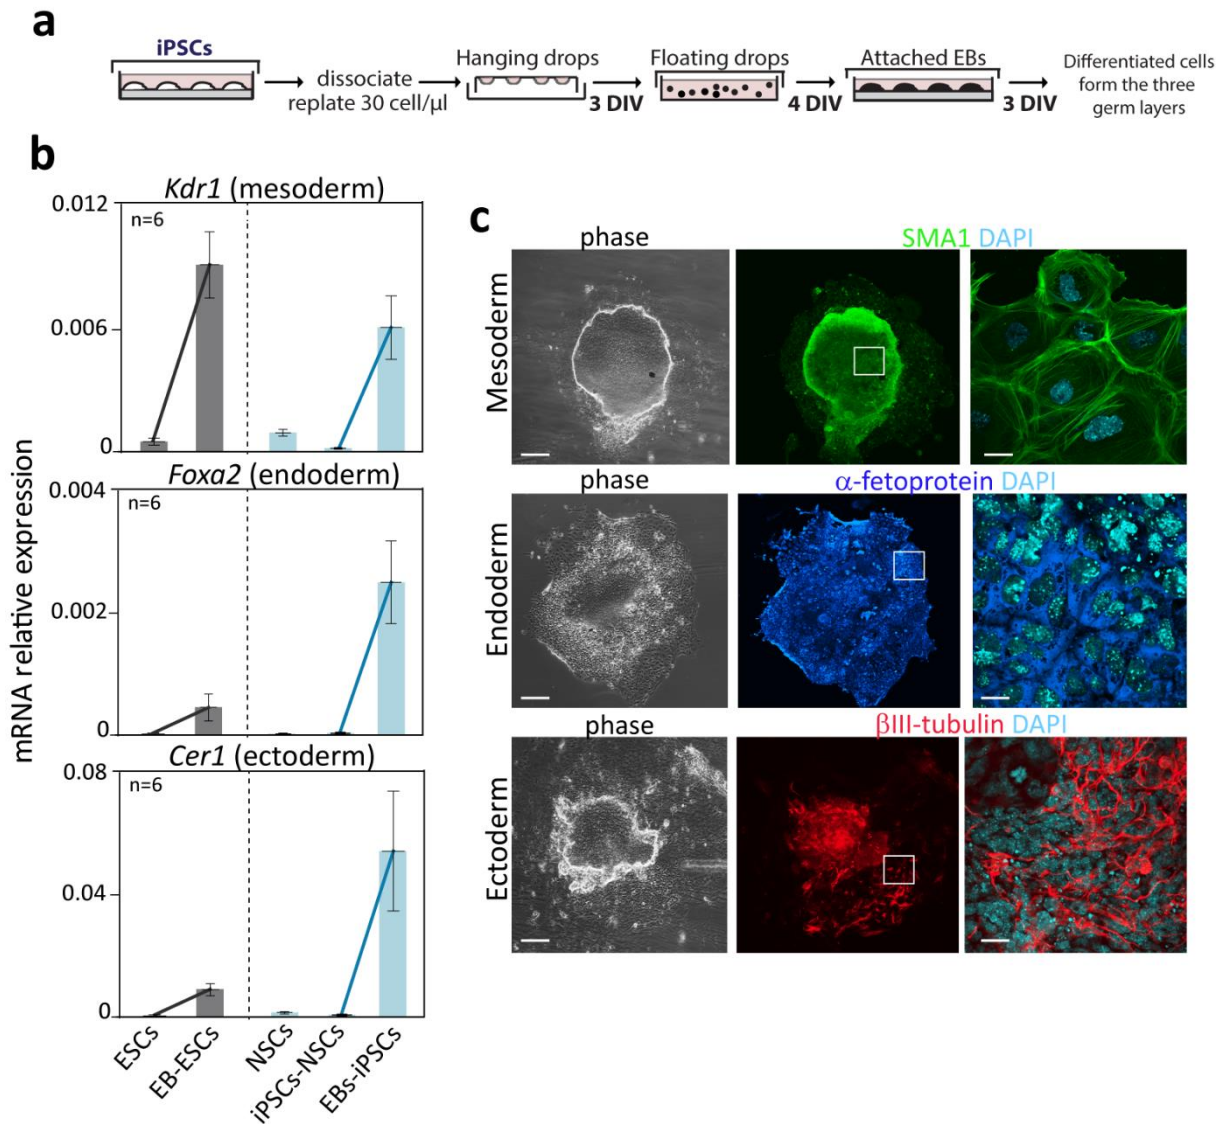 a
iPSCs
dissociate
replate 30 cell/µl
Hanging drops
3 DIV
Floating drops
4 DIV
Attached EBs
3 DIV
Differentiated cells
form the three
germ layers
b
mRNA relative expression
Kdr1 (mesoderm)
n=6
0.012
0.006
0
Foxa2 (endoderm)
n=6
0.004
0.002
0
Cer1 (ectoderm)
n=6
0.08
0.04
0
ESCs
EB-ESCs
NSCs
iPSCs-NSCs
EBs-iPSCs
c
phase
SMA1 DAPI
Mesoderm
phase
α-fetoprotein DAPI
Endoderm
phase
βIII-tubulin DAPI
Ectoderm